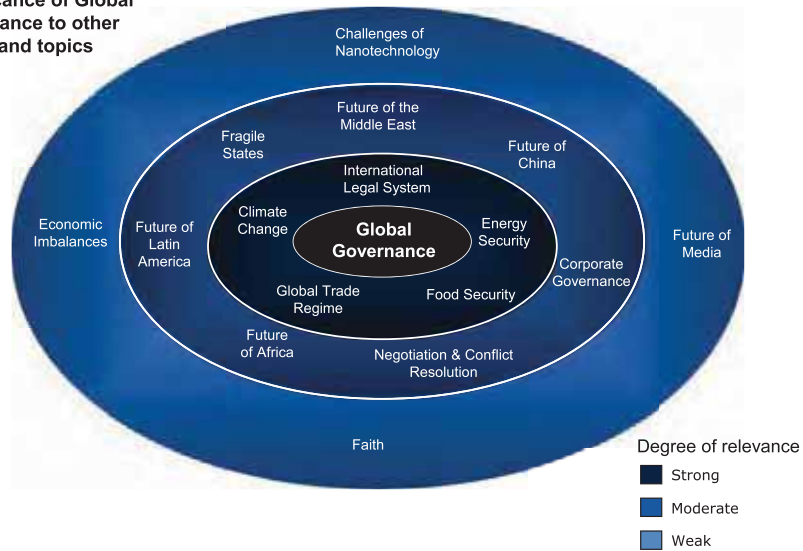 ance to other
and topics
Challenges of
Nanotechnology
Future of the
Middle East
Fragile
States
Future of
China
International
Legal System
Climate
Change
Global
Governance
Energy
Security
Economic
Imbalances
Future of
Latin
America
Future of
Media
Corporate
Governance
Global Trade
Regime
Food Security
Future
of Africa
Negotiation & Conflict
Resolution
Faith
Degree of relevance
Strong
Moderate
Weak